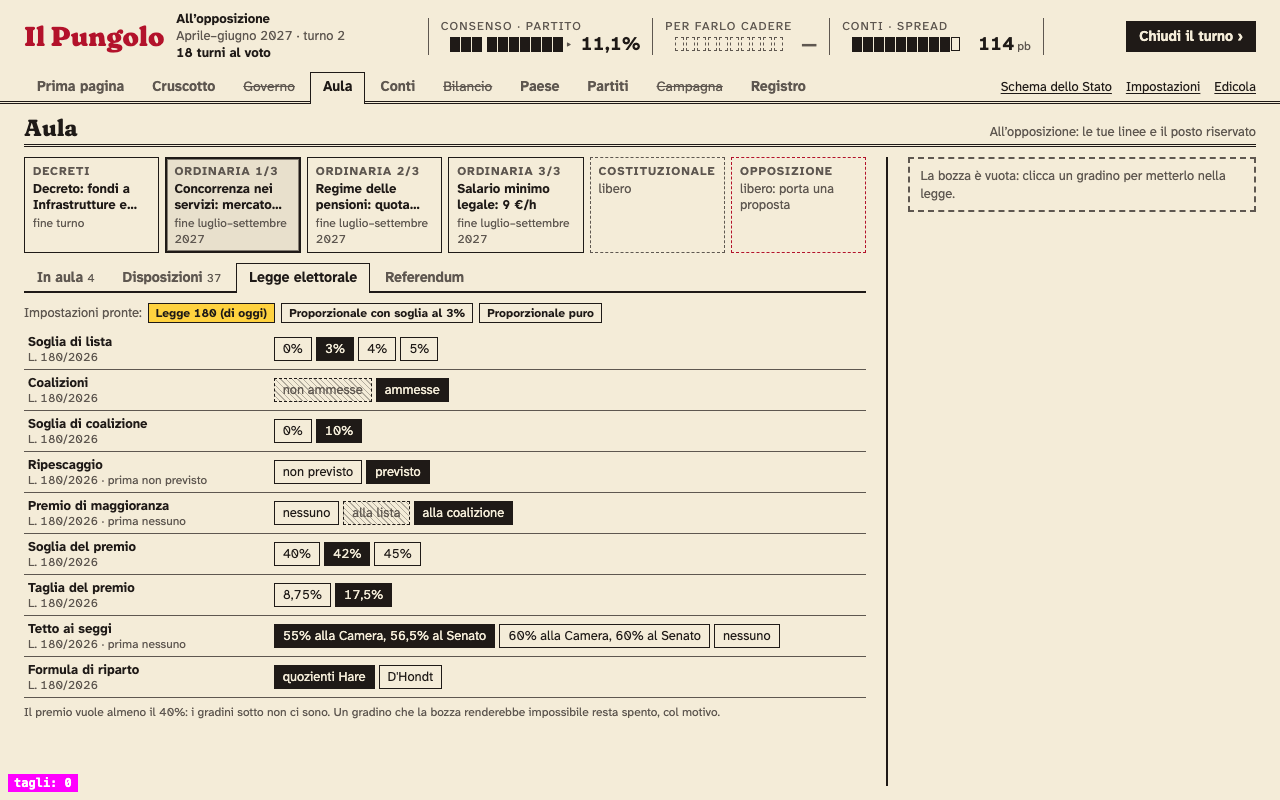 Il Pungolo
All'opposizione
Aprile–giugno 2027 · turno 2
18 turni al voto
CONSENSO · PARTITO
11,1%
PER FARLO CADERE
—
CONTI · SPREAD
114 pb
Chiudi il turno ›
Prima pagina
Cruscotto
Governo
Aula
Conti
Bilancio
Paese
Partiti
Campagna
Registro
Schema dello Stato
Impostazioni
Edicola
Aula
All'opposizione: le tue linee e il posto riservato
DECRETI
Decreto: fondi a
Infrastrutture e…
fine turno
ORDINARIA 1/3
Concorrenza nei
servizi: mercato…
fine luglio–settembre
2027
ORDINARIA 2/3
Regime delle
pensioni: quota…
fine luglio–settembre
2027
ORDINARIA 3/3
Salario minimo
legale: 9 €/h
fine luglio–settembre
2027
COSTITUZIONALE
libero
OPPOSIZIONE
libero: porta una
proposta
La bozza è vuota: clicca un gradino per metterlo nella
legge.
In aula 4
Disposizioni 37
Legge elettorale
Referendum
Impostazioni pronte:
Legge 180 (di oggi)
Proporzionale con soglia al 3%
Proporzionale puro
Soglia di lista
L. 180/2026
0%
3%
4%
5%
Coalizioni
L. 180/2026
non ammesse
ammesse
Soglia di coalizione
L. 180/2026
0%
10%
Ripescaggio
L. 180/2026 · prima non previsto
non previsto
previsto
Premio di maggioranza
L. 180/2026 · prima nessuno
nessuno
alla lista
alla coalizione
Soglia del premio
L. 180/2026
40%
42%
45%
Taglia del premio
L. 180/2026
8,75%
17,5%
Tetto ai seggi
L. 180/2026 · prima nessuno
55% alla Camera, 56,5% al Senato
60% alla Camera, 60% al Senato
nessuno
Formula di riparto
L. 180/2026
quozienti Hare
D'Hondt
Il premio vuole almeno il 40%: i gradini sotto non ci sono. Un gradino che la bozza renderebbe impossibile resta spento, col motivo.
tagli: 0